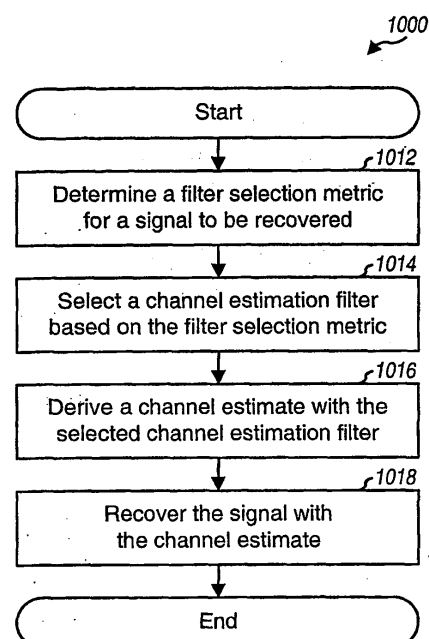 1000
Start
1012
Determine a filter selection metric
for a signal to be recovered
1014
Select a channel estimation filter
based on the filter selection metric
1016
Derive a channel estimate with the
selected channel estimation filter
1018
Recover the signal with
the channel estimate
End